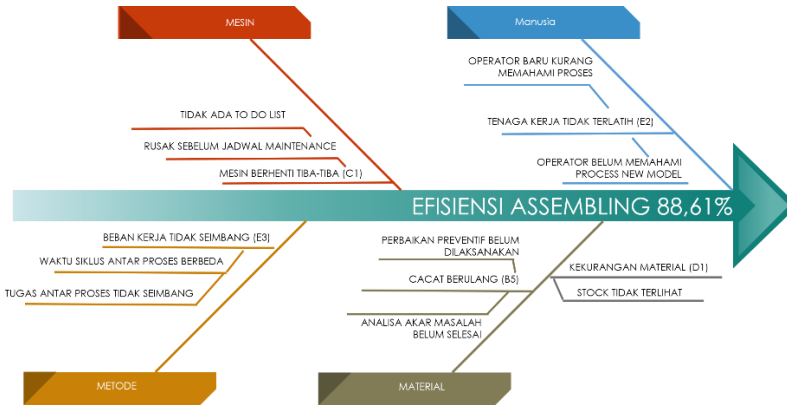 MESIN
Manusia
OPERATOR BARU KURANG
MEMAHAMI PROSES
TIDAK ADA TO DO LIST
TENAGA KERJA TIDAK TERLATIH (E2)
RUSAK SEBELUM JADWAL MAINTENANCE
OPERATOR BELUM MEMAHAMI
PROCESS NEW MODEL
MESIN BERHENTI TIBA-TIBA (C1)
EFISIENSI ASSEMBLING 88,61%
BEBAN KERJA TIDAK SEIMBANG (E3)
WAKTU SIKLUS ANTAR PROSES BERBEDA
TUGAS ANTAR PROSES TIDAK SEIMBANG
PERBAIKAN PREVENTIF BELUM
DILAKSANAKAN
CACAT BERULANG (B5)
ANALISA AKAR MASALAH
BELUM SELESAI
KEKURANGAN MATERIAL (D1)
STOCK TIDAK TERLIHAT
METODE
MATERIAL